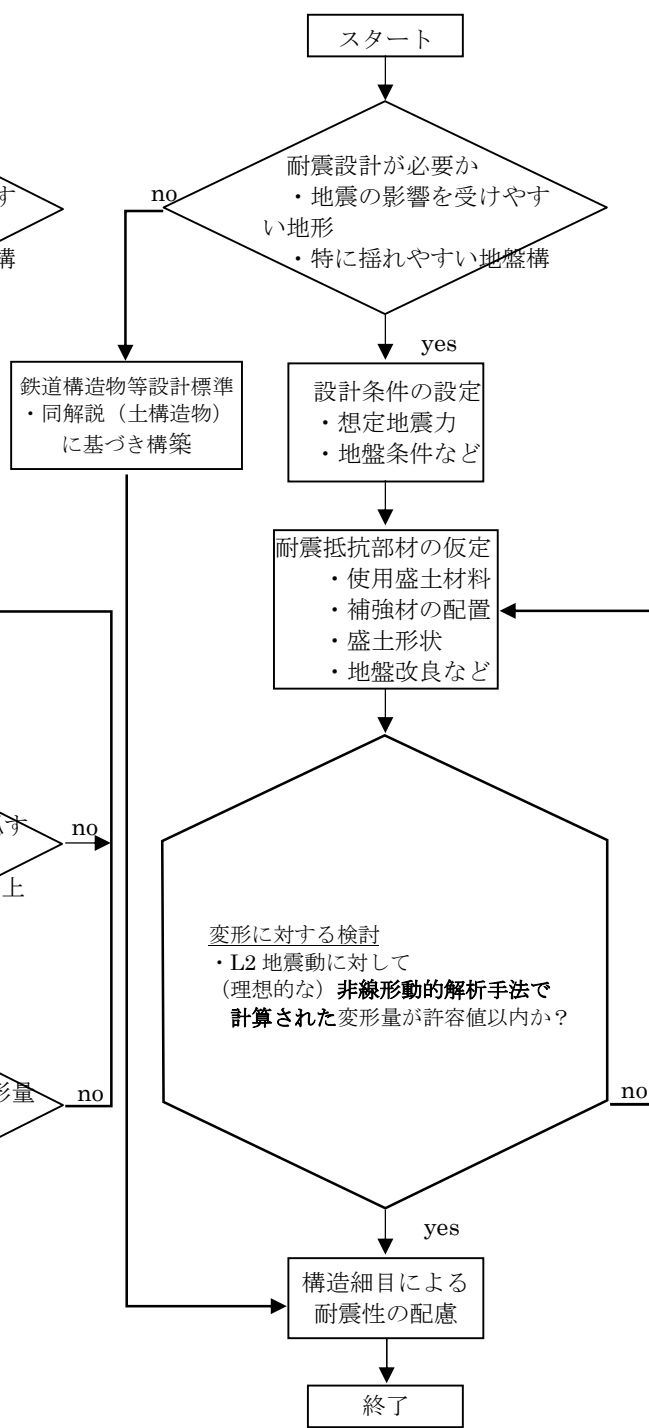 スタート
耐震設計が必要か
・地震の影響を受けやす
い地形
・特に揺れやすい地盤構
no
yes
す
構
鉄道構造物等設計標準
・同解説（土構造物）
に基づき構築
設計条件の設定
・想定地震力
・地盤条件など
耐震抵抗部材の仮定
・使用盛土材料
・補強材の配置
・盛土形状
・地盤改良など
す
no
上
変形に対する検討
・L2 地震動に対して
（理想的な）非線形動的解析手法で
計算された変形量が許容値以内か？
形量
no
no
yes
構造細目による
耐震性の配慮
終了